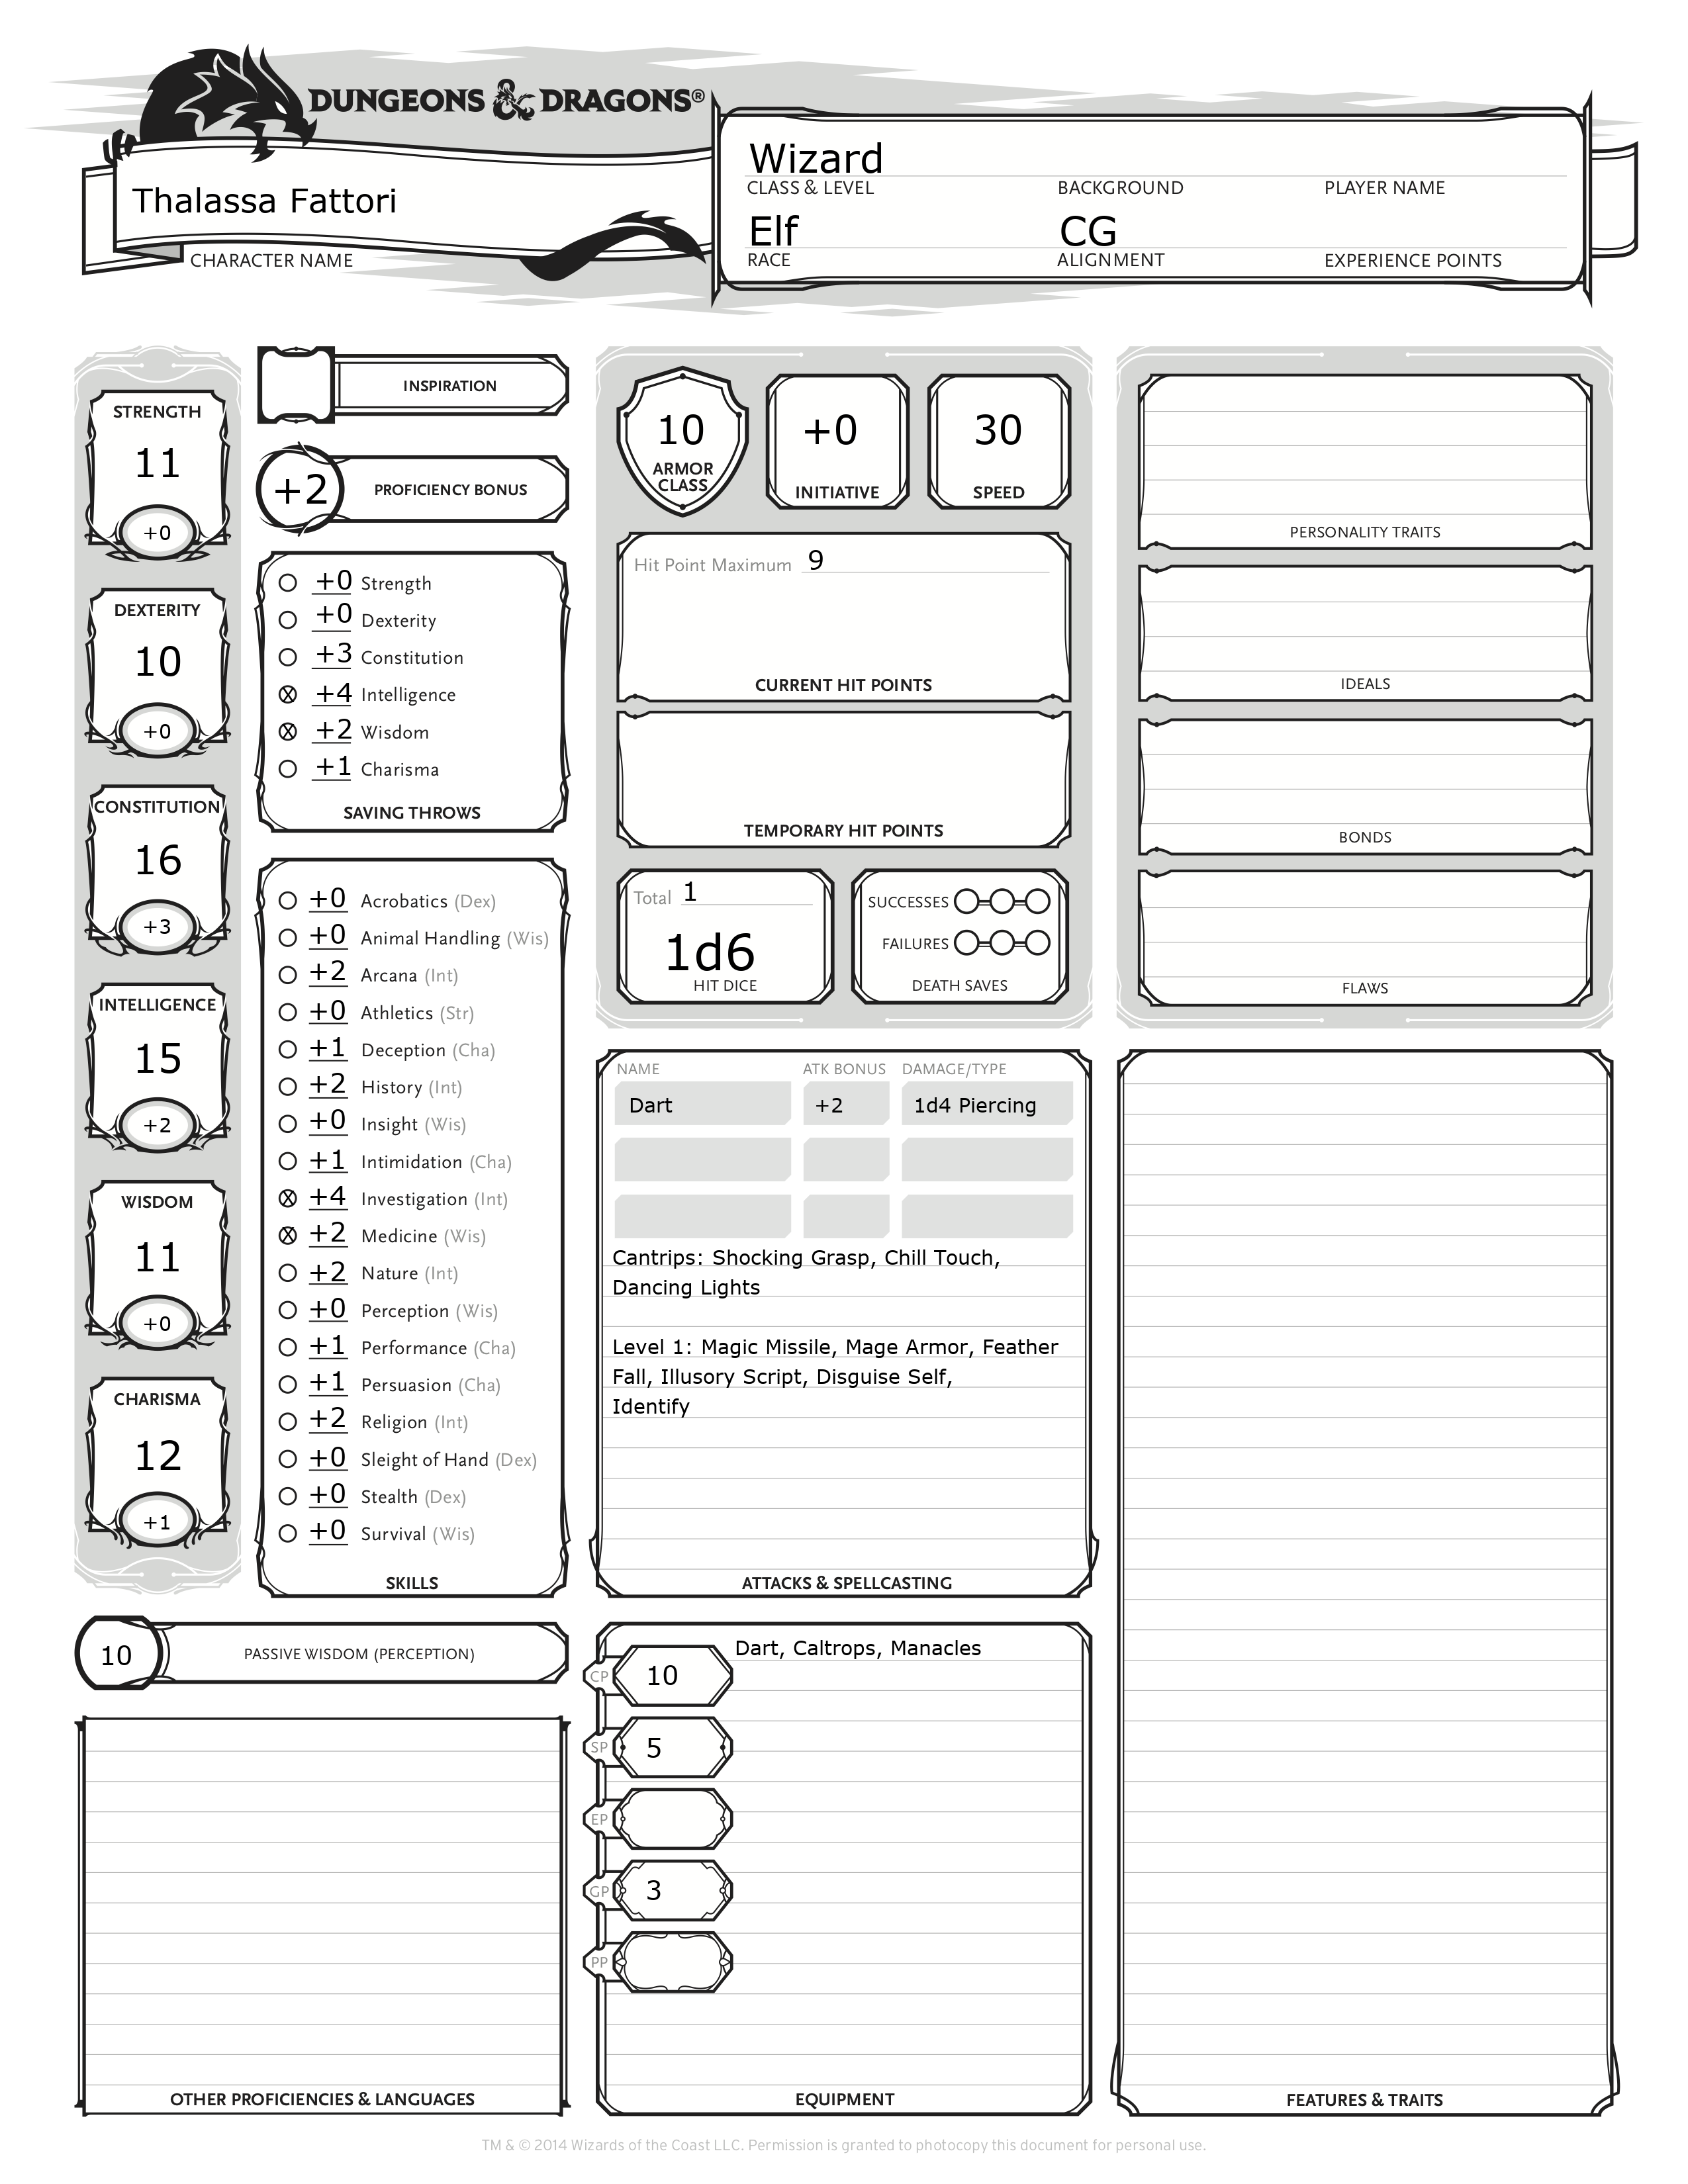 DUNGEONS & DRAGONS®
Thalassa Fattori
CHARACTER NAME
Wizard
CLASS & LEVEL BACKGROUND PLAYER NAME
Elf CG
RACE ALIGNMENT EXPERIENCE POINTS
STRENGTH
11
+0
DEXTERITY
10
+0
CONSTITUTION
16
+3
INTELLIGENCE
15
+2
WISDOM
11
+0
CHARISMA
12
+1
INSPIRATION
+2 PROFICIENCY BONUS
+0 Strength
+0 Dexterity
+3 Constitution
X +4 Intelligence
X +2 Wisdom
+1 Charisma
SAVING THROWS
+0 Acrobatics (Dex)
+0 Animal Handling (Wis)
+2 Arcana (Int)
+0 Athletics (Str)
+1 Deception (Cha)
+2 History (Int)
+0 Insight (Wis)
+1 Intimidation (Cha)
X +4 Investigation (Int)
X +2 Medicine (Wis)
+2 Nature (Int)
+0 Perception (Wis)
+1 Performance (Cha)
+1 Persuasion (Cha)
+2 Religion (Int)
+0 Sleight of Hand (Dex)
+0 Stealth (Dex)
+0 Survival (Wis)
SKILLS
10 PASSIVE WISDOM (PERCEPTION)
OTHER PROFICIENCIES & LANGUAGES
10
ARMOR
CLASS
+0
INITIATIVE
30
SPEED
Hit Point Maximum 9
CURRENT HIT POINTS
TEMPORARY HIT POINTS
Total 1
1d6
HIT DICE
SUCCESSES
FAILURES
DEATH SAVES
NAME ATK BONUS DAMAGE/TYPE
Dart +2 1d4 Piercing
Cantrips: Shocking Grasp, Chill Touch,
Dancing Lights
Level 1: Magic Missile, Mage Armor, Feather
Fall, Illusory Script, Disguise Self,
Identify
ATTACKS & SPELLCASTING
Dart, Caltrops, Manacles
CP 10
SP 5
EP
GP 3
PP
EQUIPMENT
PERSONALITY TRAITS
IDEALS
BONDS
FLAWS
FEATURES & TRAITS
TM & © 2014 Wizards of the Coast LLC. Permission is granted to photocopy this document for personal use.